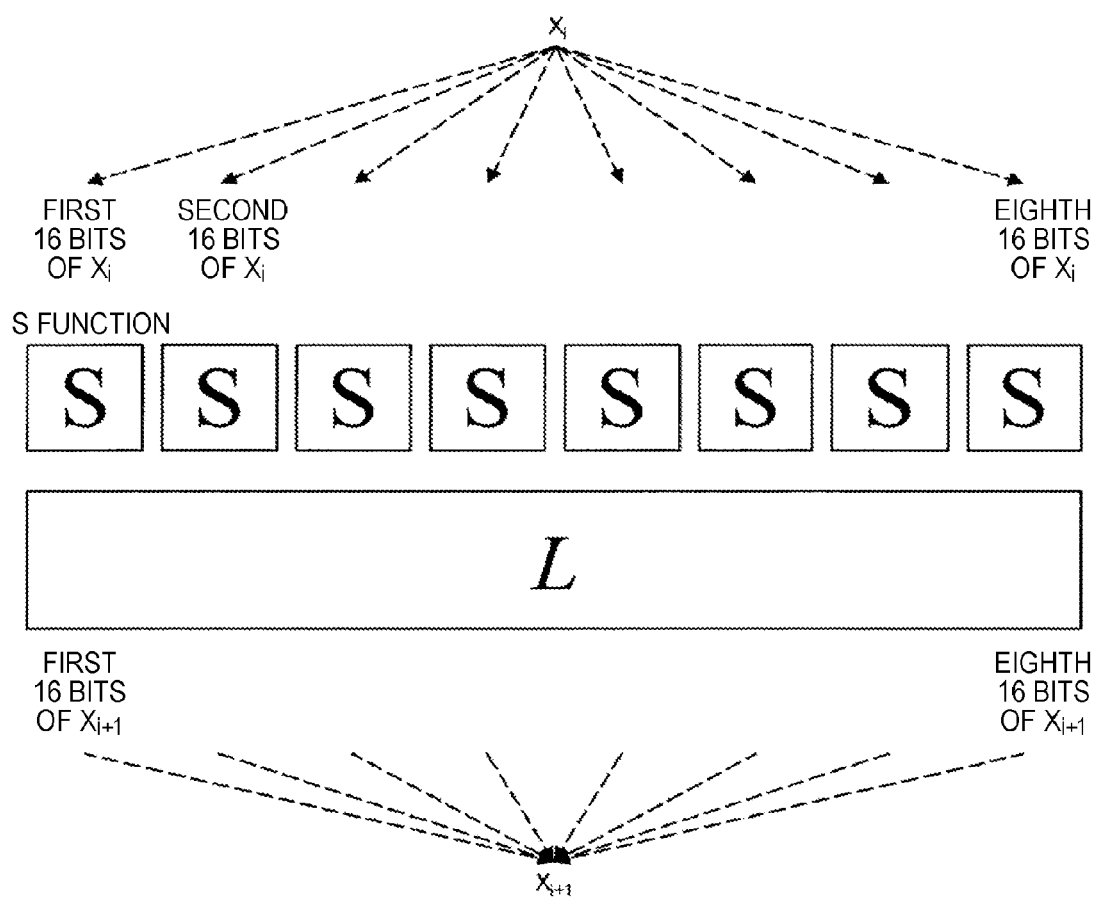 Xi
FIRST
16 BITS
OF Xi
SECOND
16 BITS
OF Xi
EIGHTH
16 BITS
OF Xi
S FUNCTION
S S S S S S S S
L
FIRST
16 BITS
OF Xi+1
EIGHTH
16 BITS
OF Xi+1
Xi+1